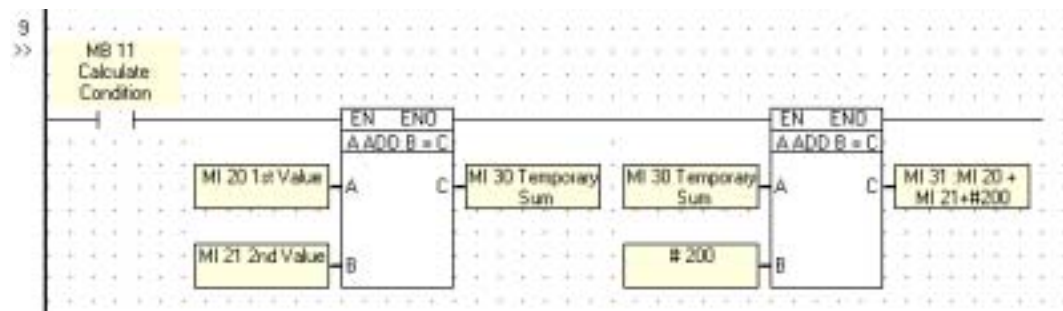 9
>>
MB 11
Calculate
Condition
EN ENO
A ADD B = C
MI 20 1st Value
A
C
MI 30 Temporary
Sum
MI 21 2nd Value
B
EN ENO
A ADD B = C
MI 30 Temporary
Sum
A
C
MI 31 :MI 20 +
MI 21+#200
# 200
B